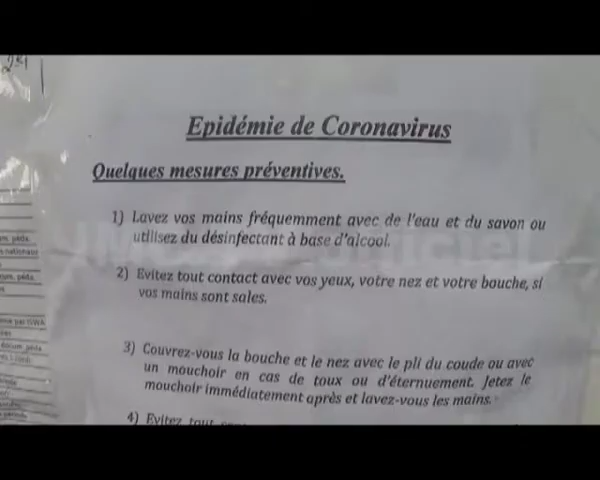 251
Epidémie de Coronavirus
Quelques mesures préventives.
1) Lavez vos mains fréquemment avec de l'eau et du savon ou
utilisez du désinfectant à base d'alcool.
2) Evitez tout contact avec vos yeux, votre nez et votre bouche, si
vos mains sont sales.
3) Couvrez-vous la bouche et le nez avec le pli du coude ou avec
un mouchoir en cas de toux ou d'éternuement. Jetez le
mouchoir immédiatement après et lavez-vous les mains.
4) Evitez tout